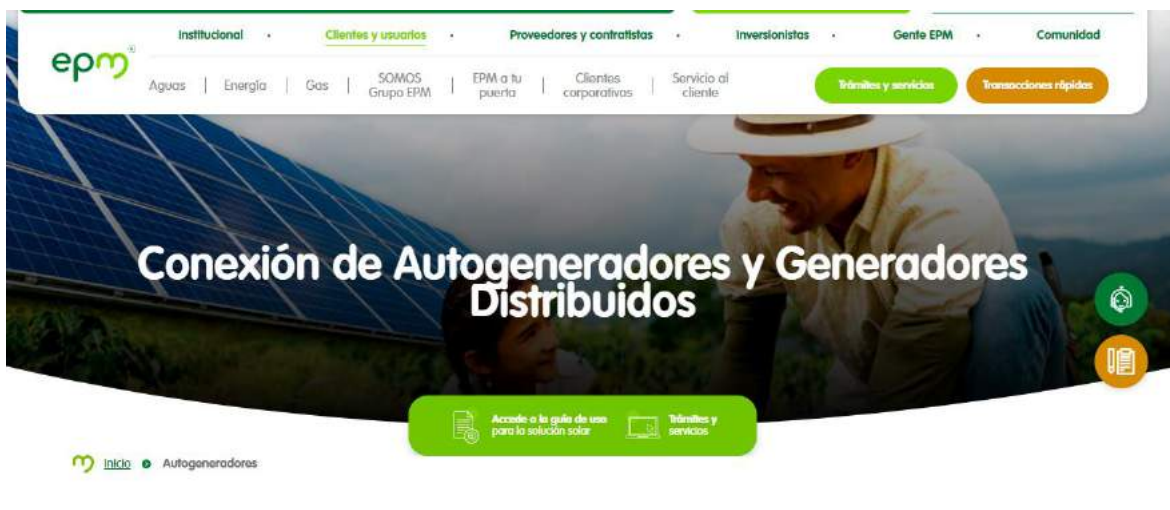 Institucional · Clientes y usuarios · Proveedores y contratistas · Inversionistas · Gente EPM · Comunidad
epm®
Aguas | Energía | Gas | SOMOS Grupo EPM | EPM a tu puerta | Clientes corporativos | Servicio al cliente
Trámites y servicios
Transacciones rápidas
Conexión de Autogeneradores y Generadores
Distribuidos
Accede a la guía de uso
para la solución solar
Trámites y
servicios
Inicio
Autogeneradores